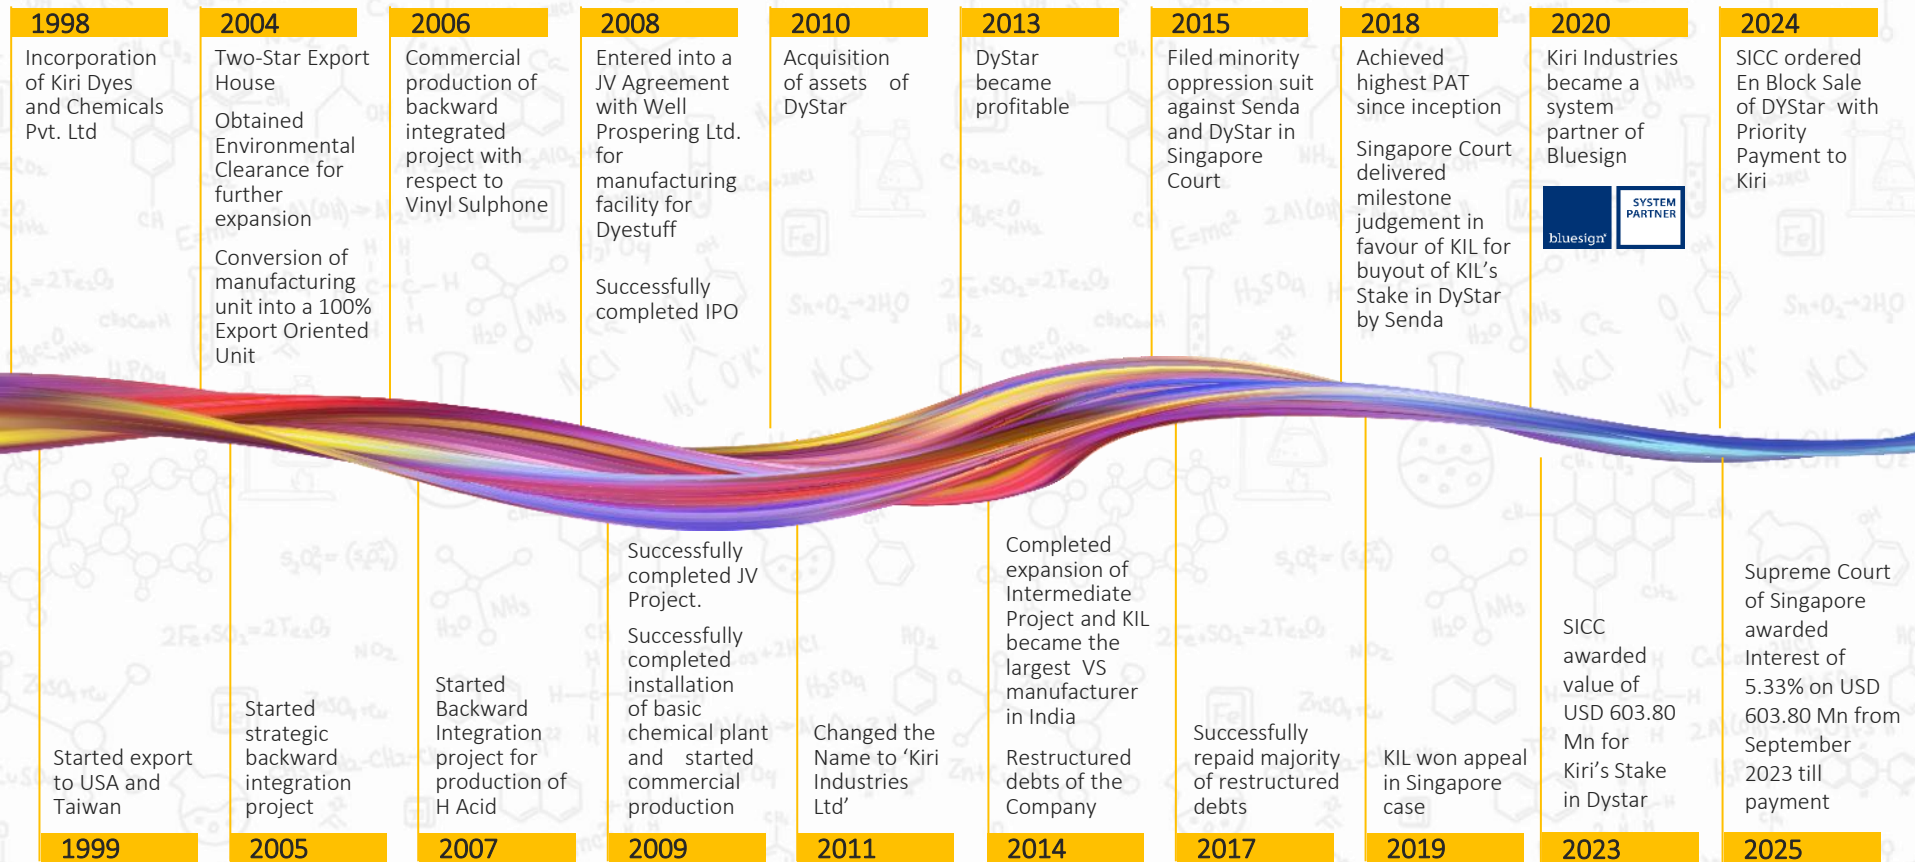 1998
Incorporation
of Kiri Dyes
and Chemicals
Pvt. Ltd
2004
Two-Star Export
House
Obtained
Environmental
Clearance for
further
expansion
Conversion of
manufacturing
unit into a 100%
Export Oriented
Unit
2006
Commercial
production of
backward
integrated
project with
respect to
Vinyl Sulphone
2008
Entered into a
JV Agreement
with Well
Prospering Ltd.
for
manufacturing
facility for
Dyestuff
Successfully
completed IPO
2010
Acquisition
of assets of
DyStar
2013
DyStar
became
profitable
2015
Filed minority
oppression suit
against Senda
and DyStar in
Singapore
Court
2018
Achieved
highest PAT
since inception
Singapore Court
delivered
milestone
judgement in
favour of KIL for
buyout of KIL's
Stake in DyStar
by Senda
2020
Kiri Industries
became a
system
partner of
Bluesign
bluesign®
SYSTEM
PARTNER
2024
SICC ordered
En Block Sale
of DYStar with
Priority
Payment to
Kiri
Started export
to USA and
Taiwan
1999
Started
strategic
backward
integration
project
2005
Started
Backward
Integration
project for
production of
H Acid
2007
Successfully
completed JV
Project.
Successfully
completed
installation
of basic
chemical plant
and started
commercial
production
2009
Changed the
Name to ‘Kiri
Industries
Ltd’
2011
Completed
expansion of
Intermediate
Project and KIL
became the
largest VS
manufacturer
in India
Restructured
debts of the
Company
2014
Successfully
repaid majority
of restructured
debts
2017
KIL won appeal
in Singapore
case
2019
SICC
awarded
value of
USD 603.80
Mn for
Kiri’s Stake
in Dystar
2023
Supreme Court
of Singapore
awarded
Interest of
5.33% on USD
603.80 Mn from
September
2023 till
payment
2025